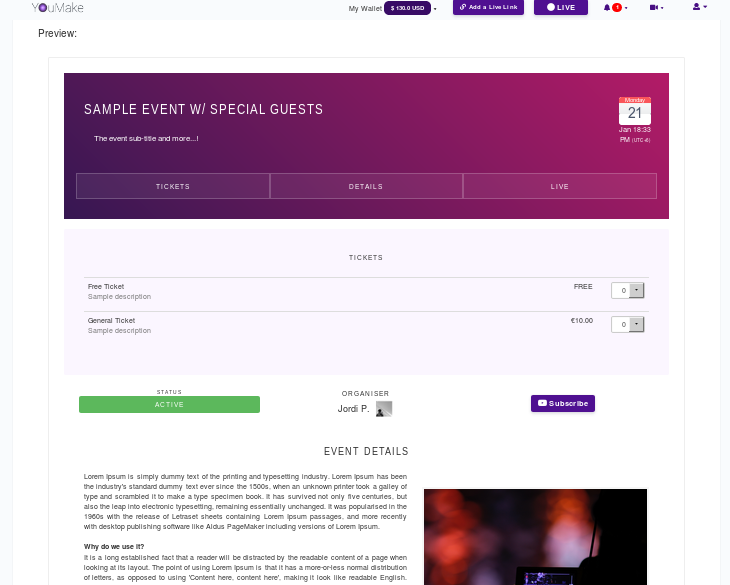 YouMake
My Wallet $ 130.0 USD Add a Live Link LIVE 1
Preview:
SAMPLE EVENT W/ SPECIAL GUESTS
The event sub-title and more...!
Monday
21
Jan 18:33
PM (UTC-6)
TICKETS DETAILS LIVE
TICKETS
Free Ticket FREE 0
Sample description
General Ticket €10.00 0
Sample description
STATUS
ACTIVE
ORGANISER
Jordi P.
Subscribe
EVENT DETAILS
Lorem Ipsum is simply dummy text of the printing and typesetting industry. Lorem Ipsum has been
the industry's standard dummy text ever since the 1500s, when an unknown printer took a galley of
type and scrambled it to make a type specimen book. It has survived not only five centuries, but
also the leap into electronic typesetting, remaining essentially unchanged. It was popularised in the
1960s with the release of Letraset sheets containing Lorem Ipsum passages, and more recently
with desktop publishing software like Aldus PageMaker including versions of Lorem Ipsum.
Why do we use it?
It is a long established fact that a reader will be distracted by the readable content of a page when
looking at its layout. The point of using Lorem Ipsum is that it has a more-or-less normal distribution
of letters, as opposed to using 'Content here, content here', making it look like readable English.